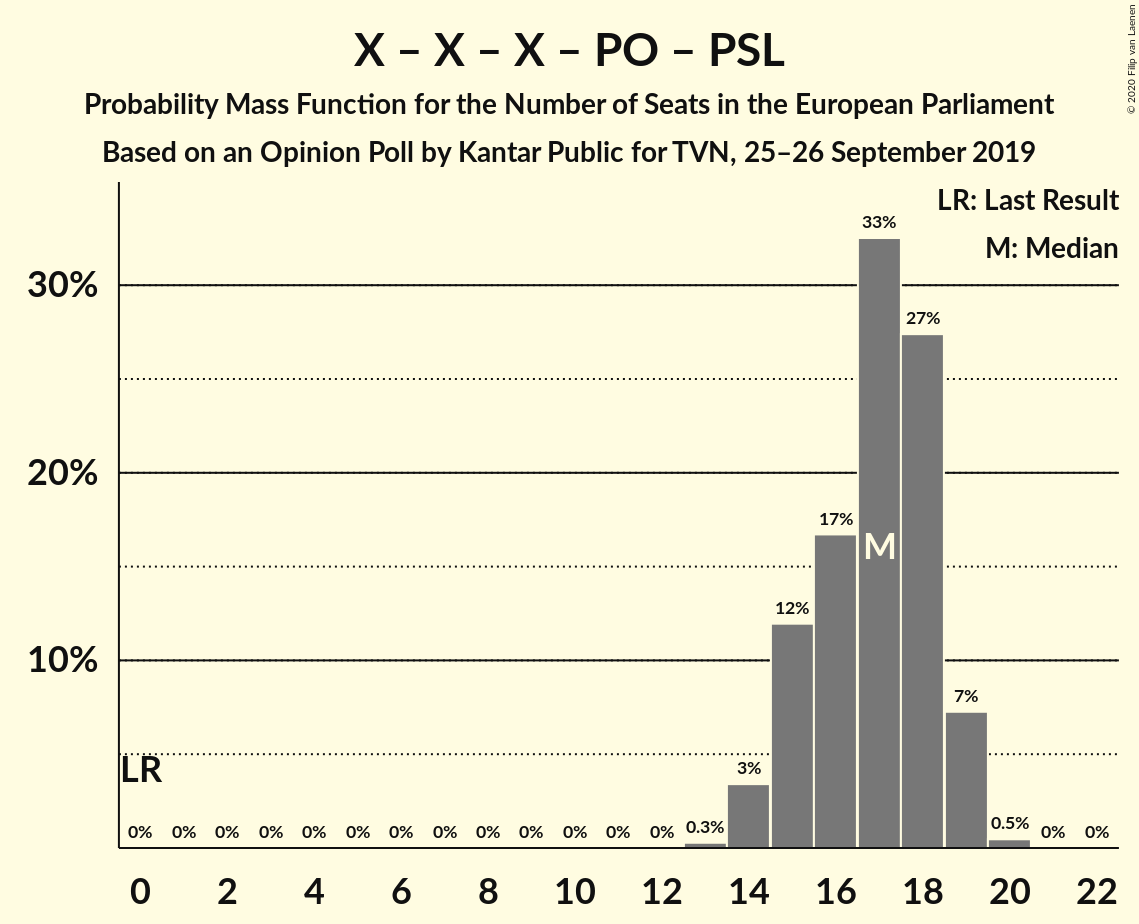 X – X – X – PO – PSL
Probability Mass Function for the Number of Seats in the European Parliament
Based on an Opinion Poll by Kantar Public for TVN, 25–26 September 2019
© 2020 Filip van Laenen
LR: Last Result
M: Median
30%
20%
10%
33%
27%
17%
M
12%
7%
3%
LR
0% 0% 0% 0% 0% 0% 0% 0% 0% 0% 0% 0% 0% 0.3% 0.5% 0% 0%
0 2 4 6 8 10 12 14 16 18 20 22